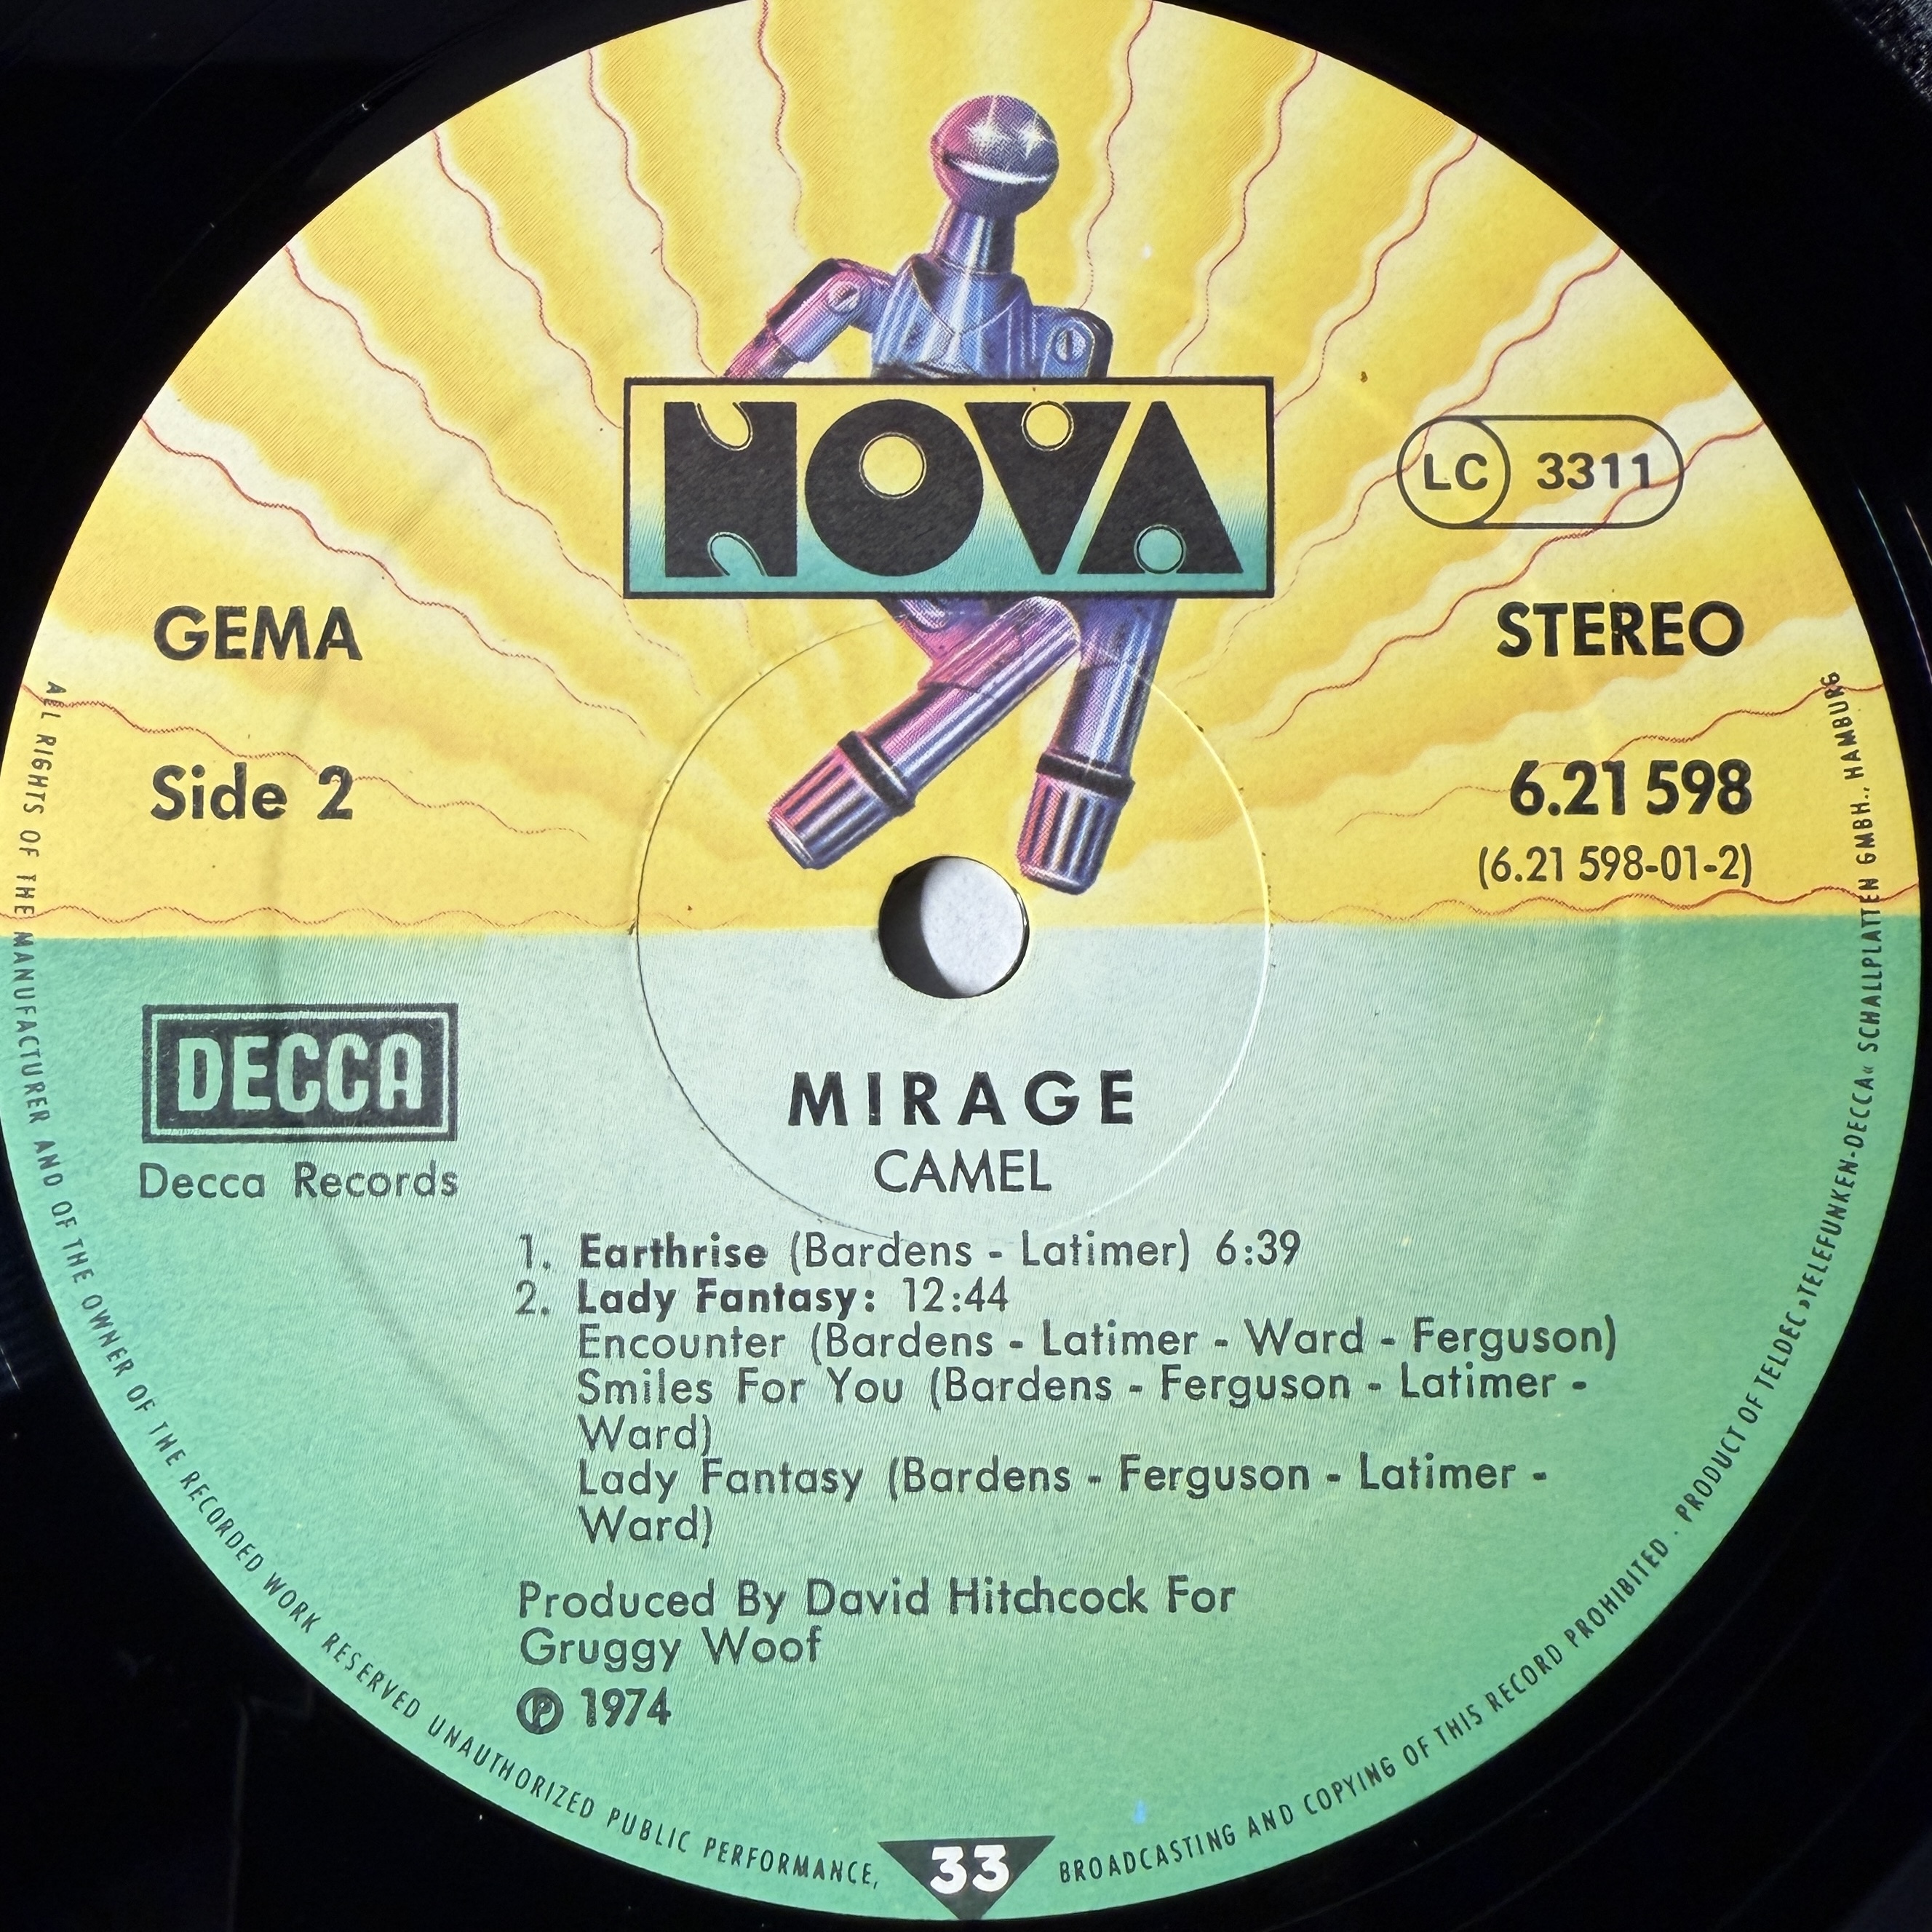 NOVA
LC 3311
GEMA
STEREO
Side 2
6.21 598
(6.21 598-01-2)
DECCA
Decca Records
MIRAGE
CAMEL
1. Earthrise (Bardens - Latimer) 6:39
2. Lady Fantasy: 12:44
Encounter (Bardens - Latimer - Ward - Ferguson)
Smiles For You (Bardens - Ferguson - Latimer -
Ward)
Lady Fantasy (Bardens - Ferguson - Latimer -
Ward)
Produced By David Hitchcock For
Gruggy Woof
Ⓟ 1974
ALL RIGHTS OF THE MANUFACTURER AND OF THE OWNER OF THE RECORDED WORK RESERVED UNAUTHORIZED PUBLIC PERFORMANCE,
33
BROADCASTING AND COPYING OF THIS RECORD PROHIBITED · PRODUCT OF TELDEC »TELEFUNKEN-DECCA« SCHALLPLATTEN GMBH., HAMBURG